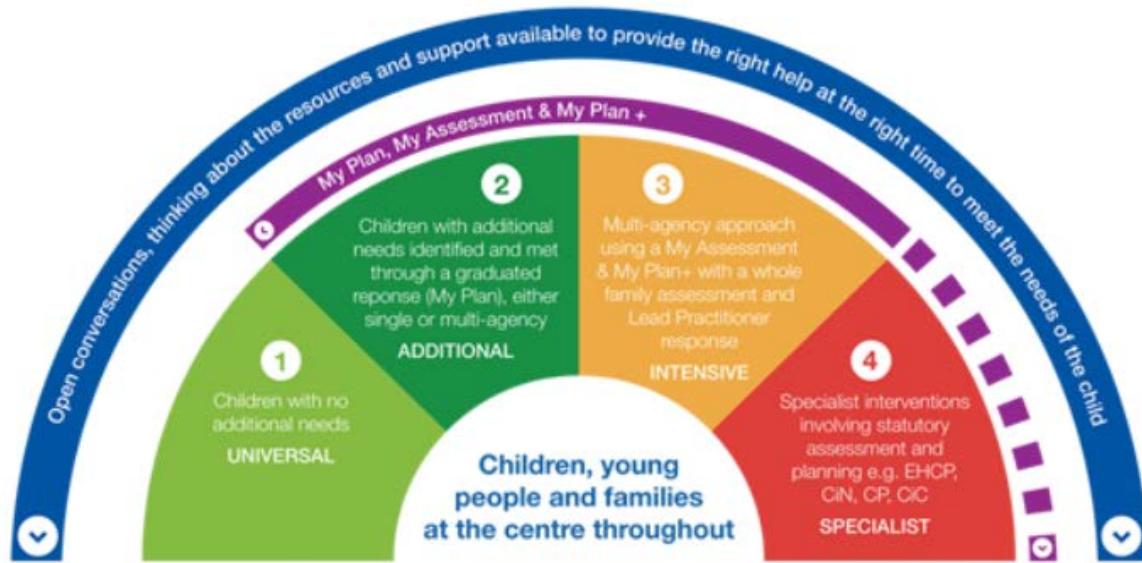 Open conversations, thinking about the resources and support available to provide the right help at the right time to meet the needs of the child
My Plan, My Assessment & My Plan +
1
Children with no
additional needs
UNIVERSAL
2
Children with additional
needs identified and met
through a graduated
reponse (My Plan), either
single or multi-agency
ADDITIONAL
3
Multi-agency approach
using a My Assessment
& My Plan+ with a whole
family assessment and
Lead Practitioner
response
INTENSIVE
4
Specialist interventions
involving statutory
assessment and
planning e.g. EHCP,
CiN, CP, CiC
SPECIALIST
Children, young
people and families
at the centre throughout